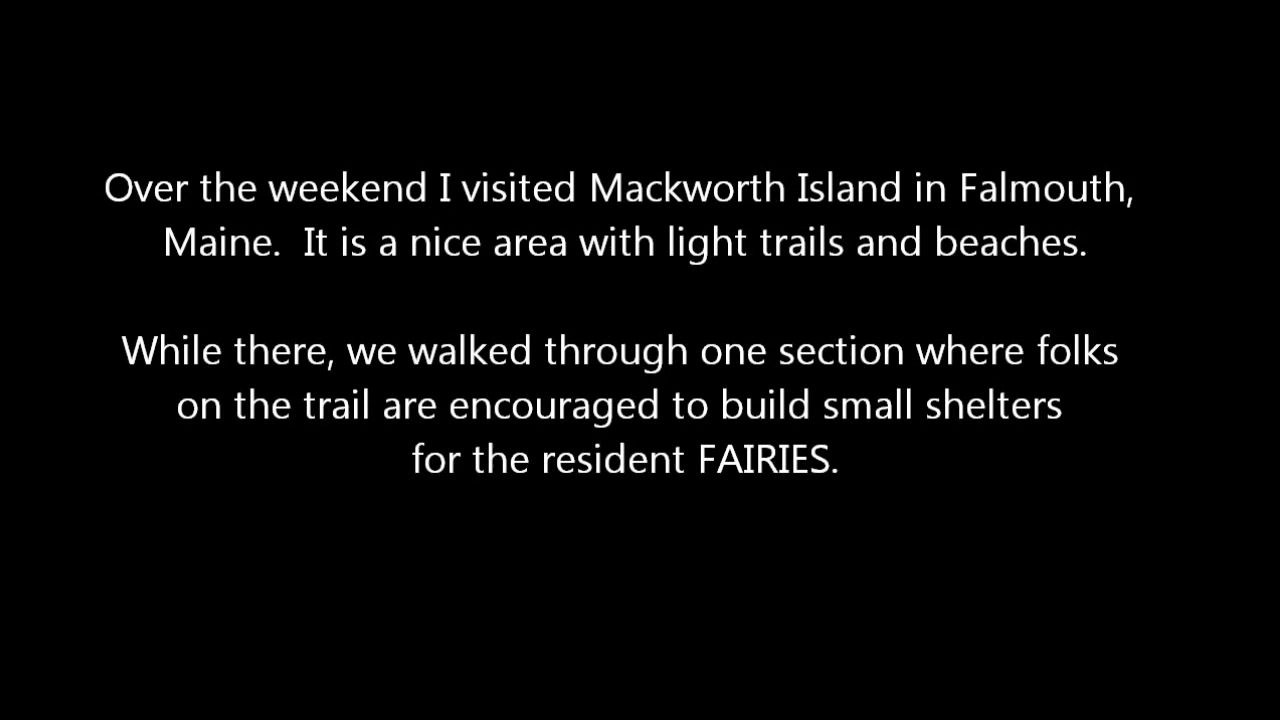 Over the weekend I visited Mackworth Island in Falmouth,
Maine.  It is a nice area with light trails and beaches.
While there, we walked through one section where folks
on the trail are encouraged to build small shelters
for the resident FAIRIES.